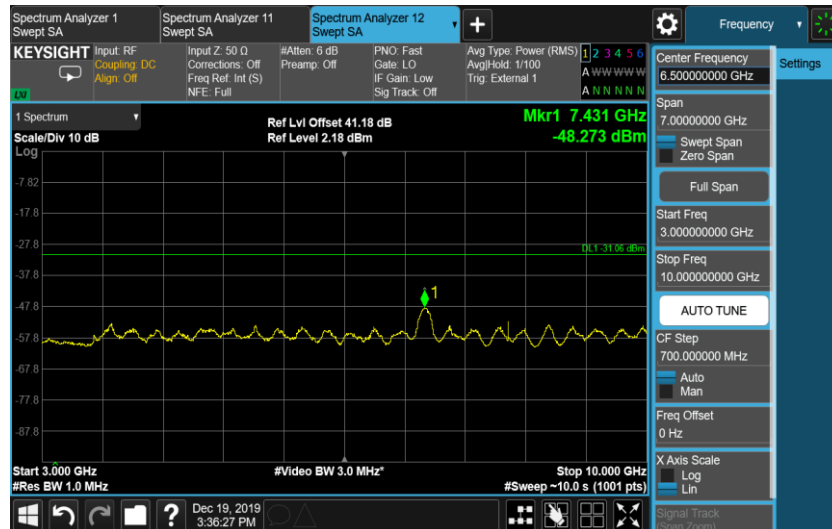 Spectrum Analyzer 1
Swept SA
Spectrum Analyzer 11
Swept SA
Spectrum Analyzer 12
Swept SA
Frequency
KEYSIGHT
Input: RF
Coupling: DC
Align: Off
Input Z: 50 Ω
Corrections: Off
Freq Ref: Int (S)
NFE: Full
#Atten: 6 dB
Preamp: Off
PNO: Fast
Gate: LO
IF Gain: Low
Sig Track: Off
Avg Type: Power (RMS)
Avg|Hold: 1/100
Trig: External 1
1 2 3 4 5 6
A W W W W W
A N N N N N
LXI
1 Spectrum
Scale/Div 10 dB
Log
Ref Lvl Offset 41.18 dB
Ref Level 2.18 dBm
Mkr1 7.431 GHz
-48.273 dBm
-7.82
-17.8
-27.8
-37.8
-47.8
-57.8
-67.8
-77.8
-87.8
DL1 -31.06 dBm
1
Start 3.000 GHz
#Res BW 1.0 MHz
#Video BW 3.0 MHz*
Stop 10.000 GHz
#Sweep ~10.0 s (1001 pts)
Dec 19, 2019
3:36:27 PM
?
Center Frequency
6.500000000 GHz
Settings
Span
7.00000000 GHz
Swept Span
Zero Span
Full Span
Start Freq
3.000000000 GHz
Stop Freq
10.000000000 GHz
AUTO TUNE
CF Step
700.000000 MHz
Auto
Man
Freq Offset
0 Hz
X Axis Scale
Log
Lin
Signal Track
(Span Zoom)